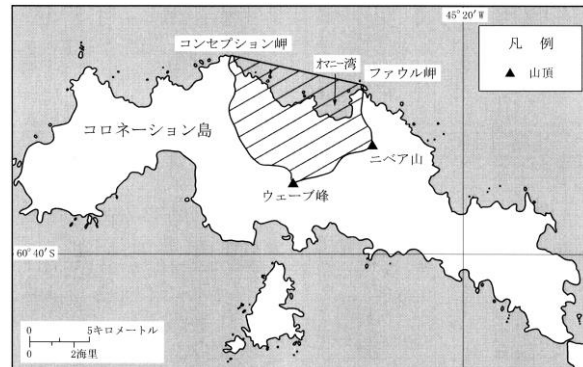 45°20′W
コンセプション岬
オマニー湾
ファウル岬
凡 例
▲ 山頂
コロネーション島
ニベア山
ウェーブ峰
60°40′S
0 5キロメートル
0 2海里